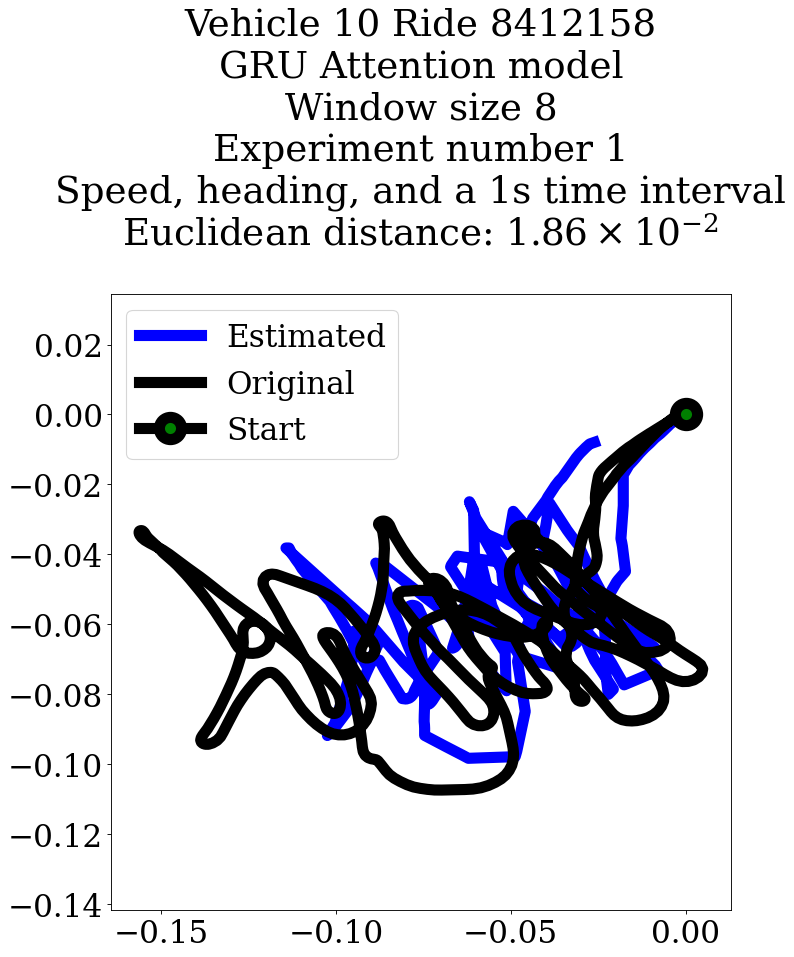 Vehicle 10 Ride 8412158
GRU Attention model
Window size 8
Experiment number 1
Speed, heading, and a 1s time interval
Euclidean distance: 1.86 × 10⁻²
Estimated
Original
Start
0.02
0.00
−0.02
−0.04
−0.06
−0.08
−0.10
−0.12
−0.14
−0.15 −0.10 −0.05 0.00